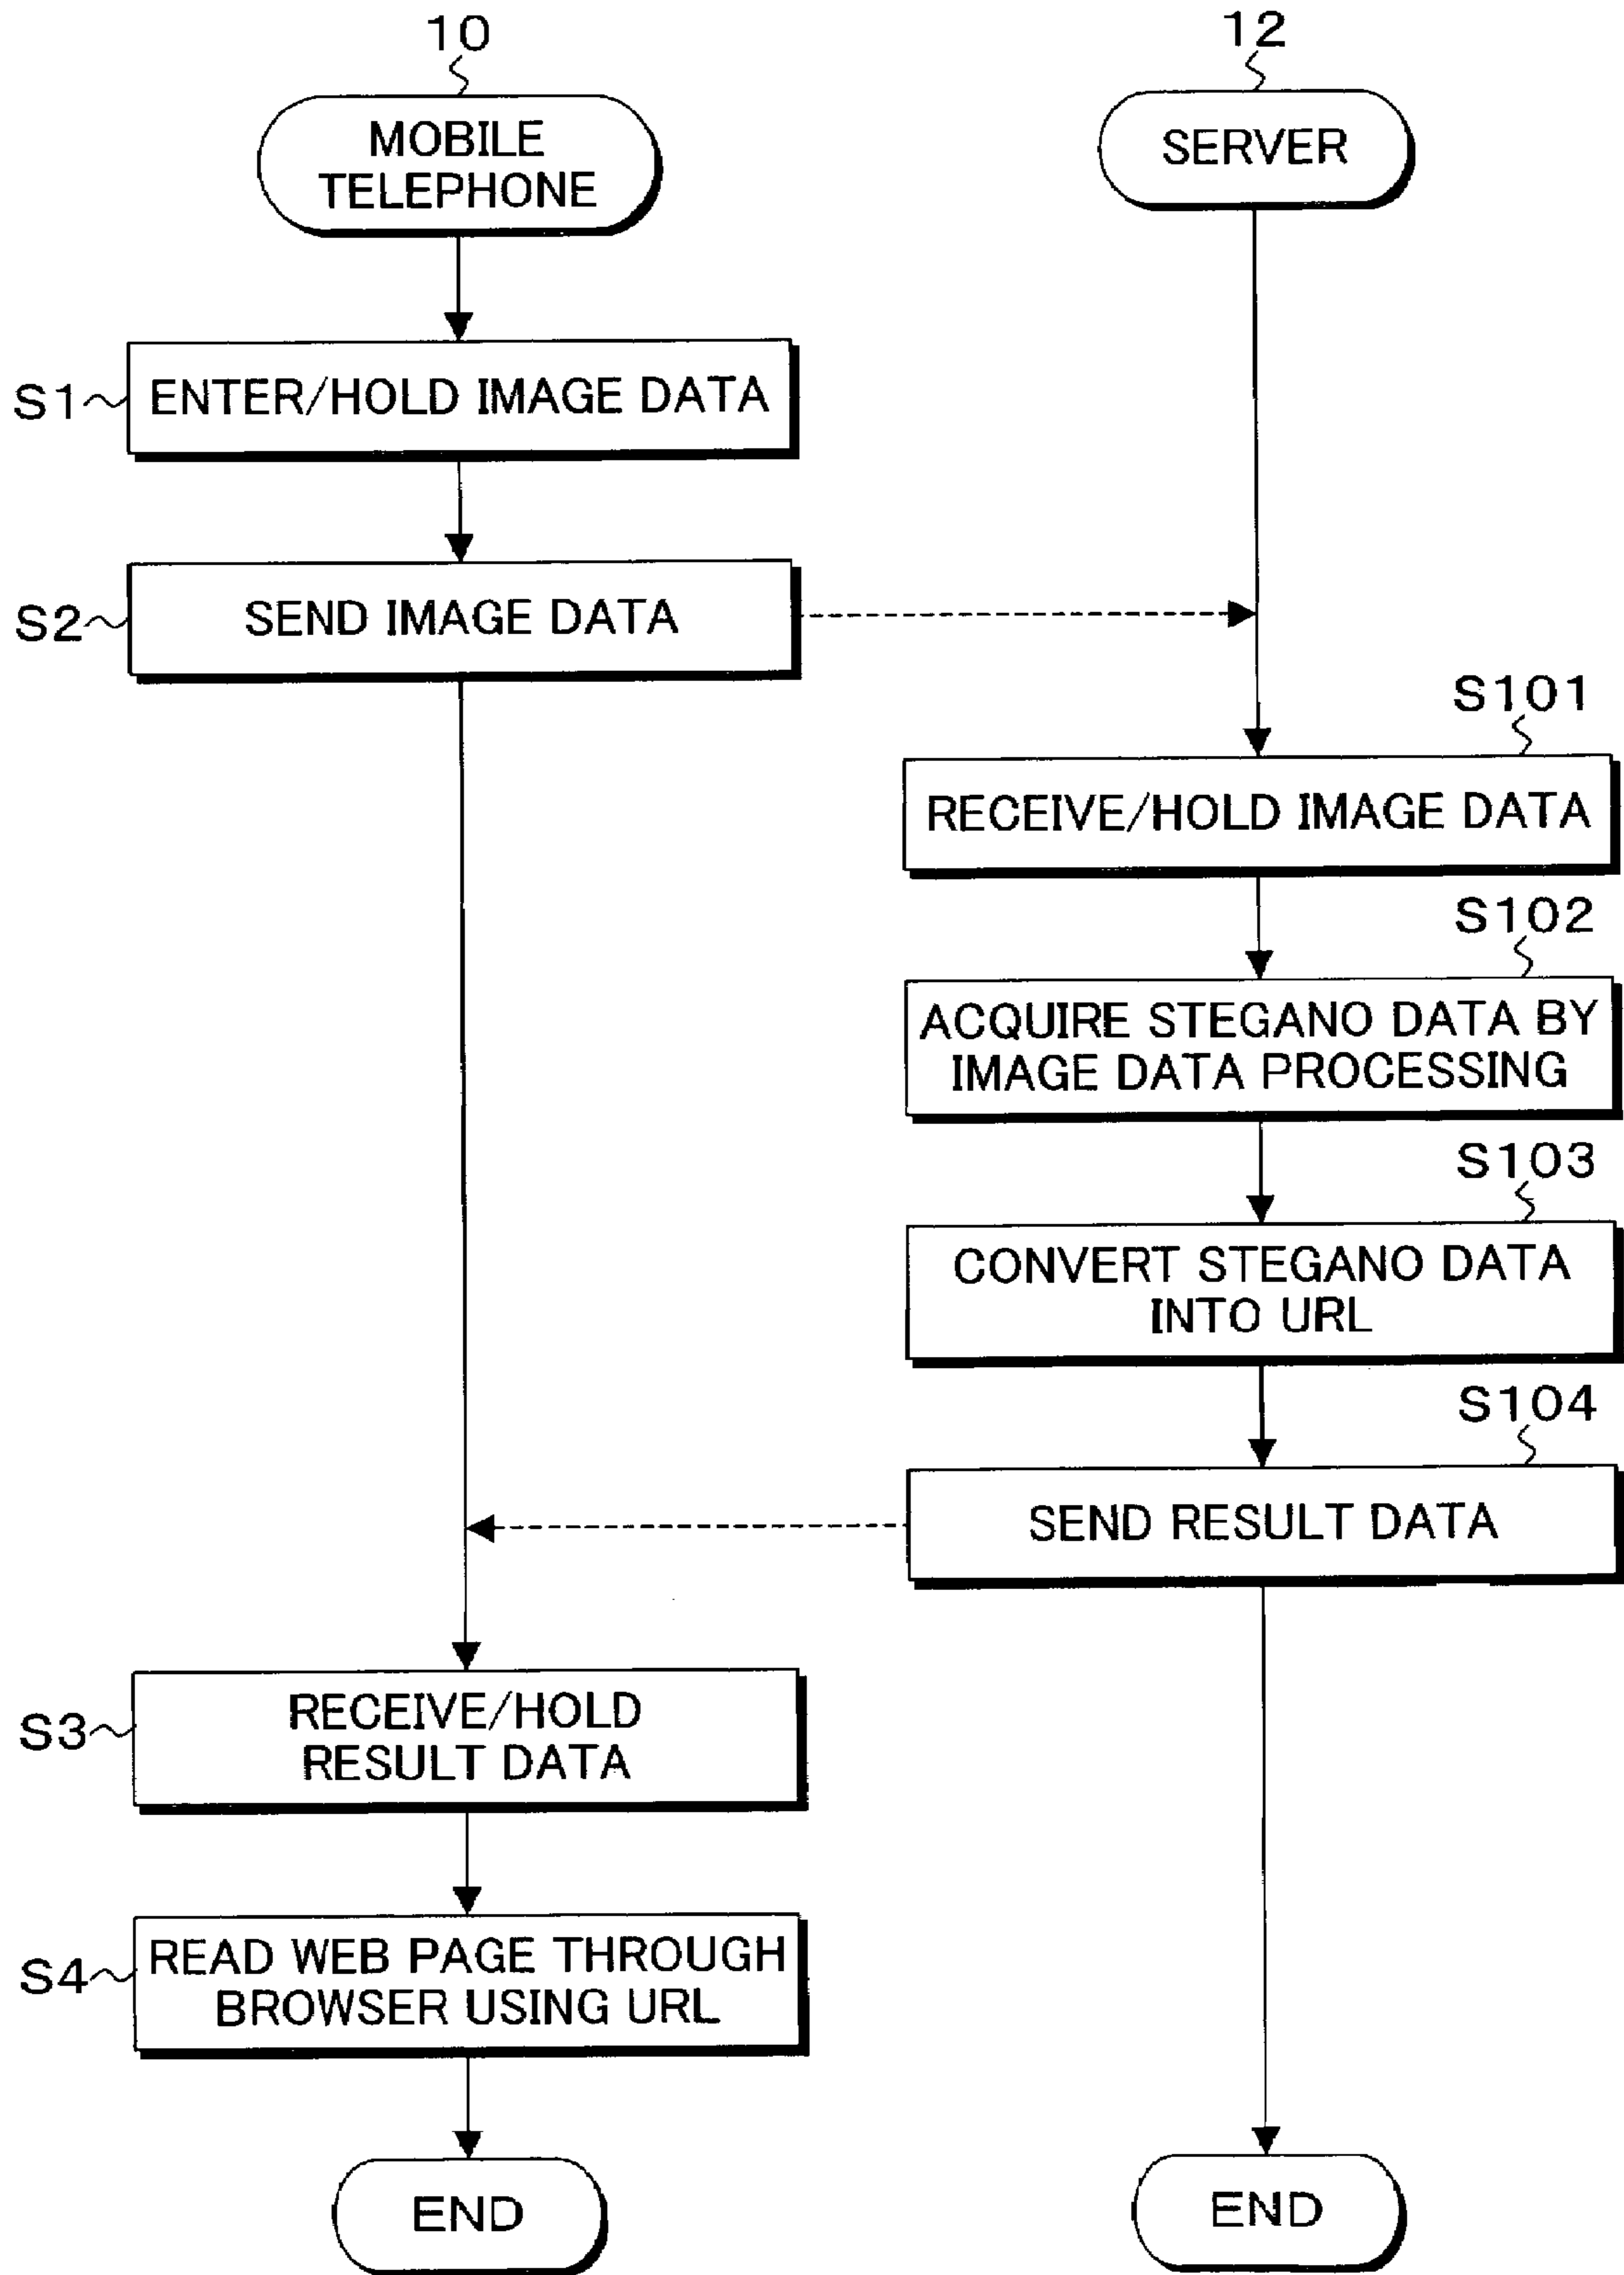 10
MOBILE
TELEPHONE
12
SERVER
S1
ENTER/HOLD IMAGE DATA
S2
SEND IMAGE DATA
S101
RECEIVE/HOLD IMAGE DATA
S102
ACQUIRE STEGANO DATA BY
IMAGE DATA PROCESSING
S103
CONVERT STEGANO DATA
INTO URL
S104
SEND RESULT DATA
S3
RECEIVE/HOLD
RESULT DATA
S4
READ WEB PAGE THROUGH
BROWSER USING URL
END
END